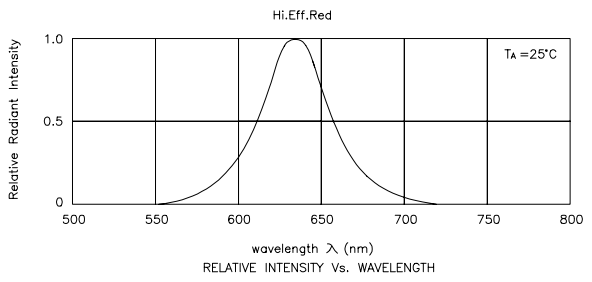 Hi.Eff.Red
Relative Radiant Intensity
1.0
0.5
0
TA=25°C
500 550 600 650 700 750 800
wavelength λ (nm)
RELATIVE INTENSITY Vs. WAVELENGTH